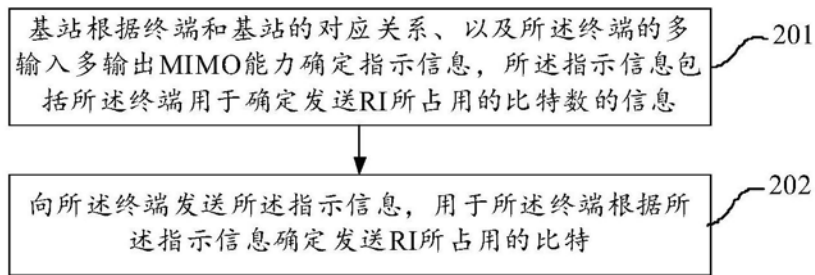 基站根据终端和基站的对应关系、以及所述终端的多
输入多输出MIMO能力确定指示信息，所述指示信息包
括所述终端用于确定发送RI所占用的比特数的信息
201
向所述终端发送所述指示信息，用于所述终端根据所
述指示信息确定发送RI所占用的比特
202